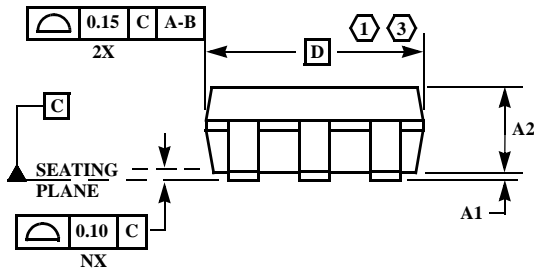 0.15 C A-B
2X
D 1 3
C
A2
SEATING
PLANE
A1
0.10 C
NX